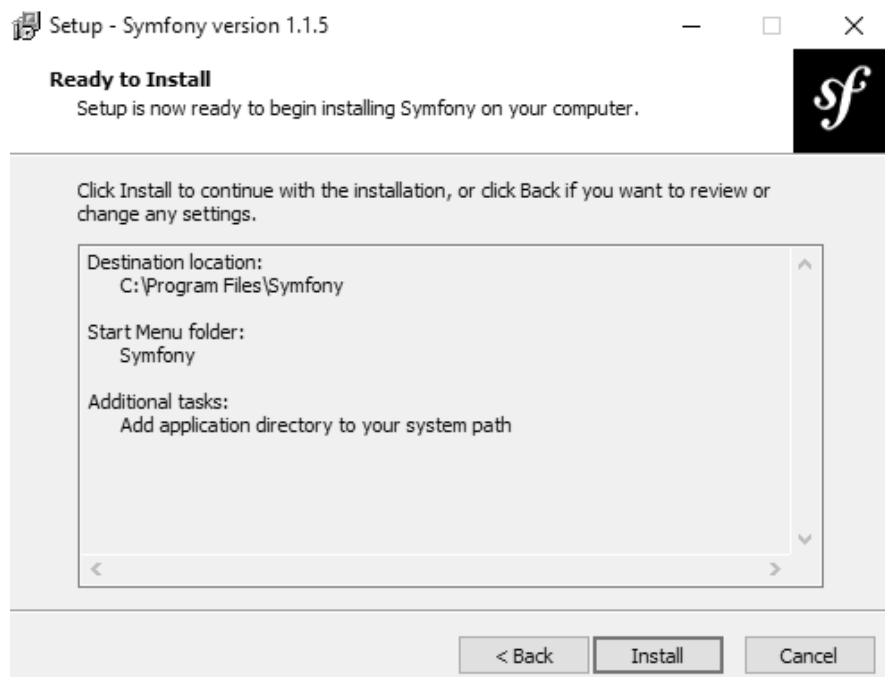 Setup - Symfony version 1.1.5
Ready to Install
Setup is now ready to begin installing Symfony on your computer.
sf
Click Install to continue with the installation, or click Back if you want to review or
change any settings.
Destination location:
C:\Program Files\Symfony
Start Menu folder:
Symfony
Additional tasks:
Add application directory to your system path
< Back
Install
Cancel